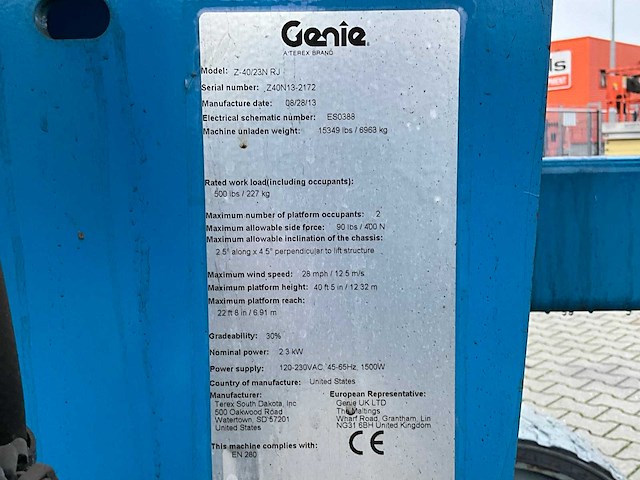 Genie
A TEREX BRAND
Model: Z-40/23N RJ
Serial number: Z40N13-2172
Manufacture date: 08/28/13
Electrical schematic number: ES0388
Machine unladen weight: 15349 lbs / 6963 kg
Rated work load(including occupants):
500 lbs / 227 kg
Maximum number of platform occupants: 2
Maximum allowable side force: 90 lbs / 400 N
Maximum allowable inclination of the chassis:
2.5° along x 4.5° perpendicular to lift structure
Maximum wind speed: 28 mph / 12.5 m/s
Maximum platform height: 40 ft 5 in / 12.32 m
Maximum platform reach:
22 ft 8 in / 6.91 m
Gradeability: 30%
Nominal power: 2.3 kW
Power supply: 120-230VAC, 45-65Hz, 1500W
Country of manufacture: United States
Manufacturer: European Representative:
Terex South Dakota, Inc Genie UK LTD
500 Oakwood Road The Maltings
Watertown, SD 57201 Wharf Road, Grantham, Lin
United States NG31 6BH United Kingdom
This machine complies with: CE
EN 280